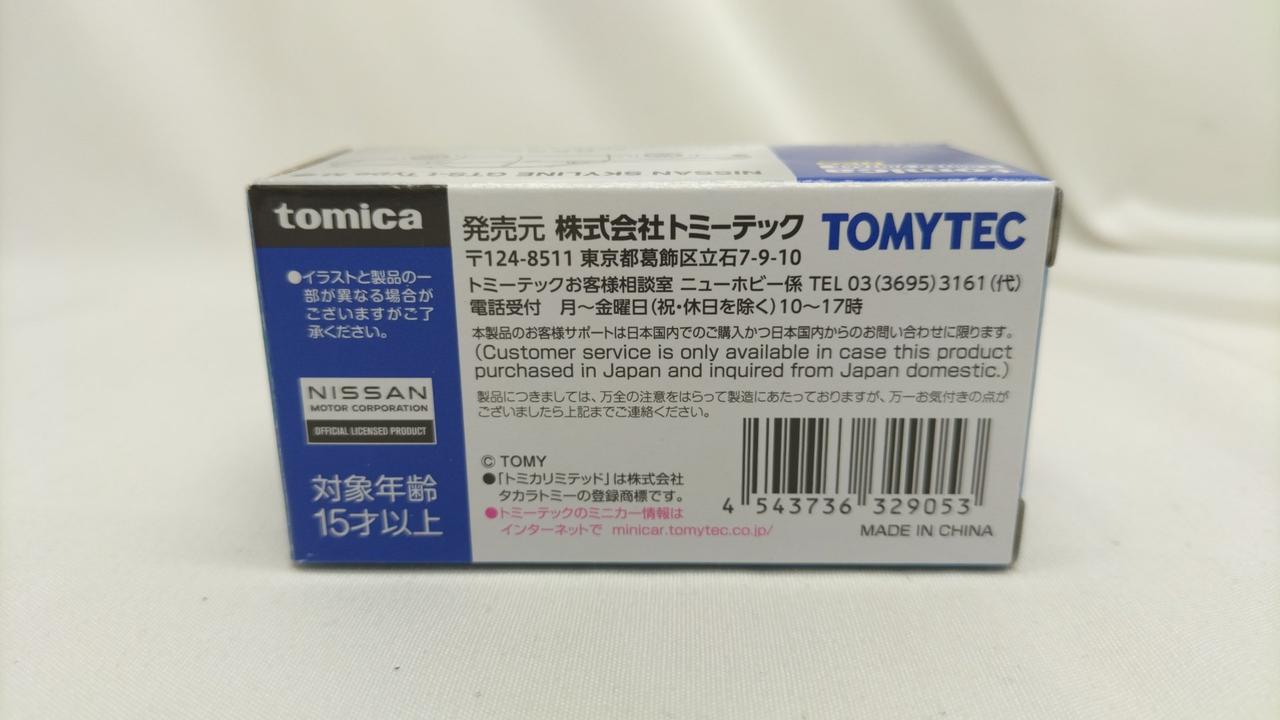 NISSAN SKYLINE GTS-t Type M
tomica
tomica
●イラストと製品の一
部が異なる場合が
ございますがご了
承ください。
NISSAN
MOTOR CORPORATION
OFFICIAL LICENSED PRODUCT
対象年齢
15才以上
発売元 株式会社トミーテック TOMYTEC
〒124-8511 東京都葛飾区立石7-9-10
トミーテックお客様相談室 ニューホビー係 TEL 03(3695)3161(代)
電話受付 月～金曜日(祝・休日を除く)10～17時
本製品のお客様サポートは日本国内でのご購入かつ日本国内からのお問い合わせに限ります。
(Customer service is only available in case this product
purchased in Japan and inquired from Japan domestic.)
製品につきましては、万全の注意をはらって製造にあたっておりますが、万一お気付きの点が
ございましたら上記までご連絡ください。
© TOMY
●「トミカリミテッド」は株式会社
タカラトミーの登録商標です。
●トミーテックのミニカー情報は
インターネットで minicar.tomytec.co.jp/
4 543736 329053
MADE IN CHINA